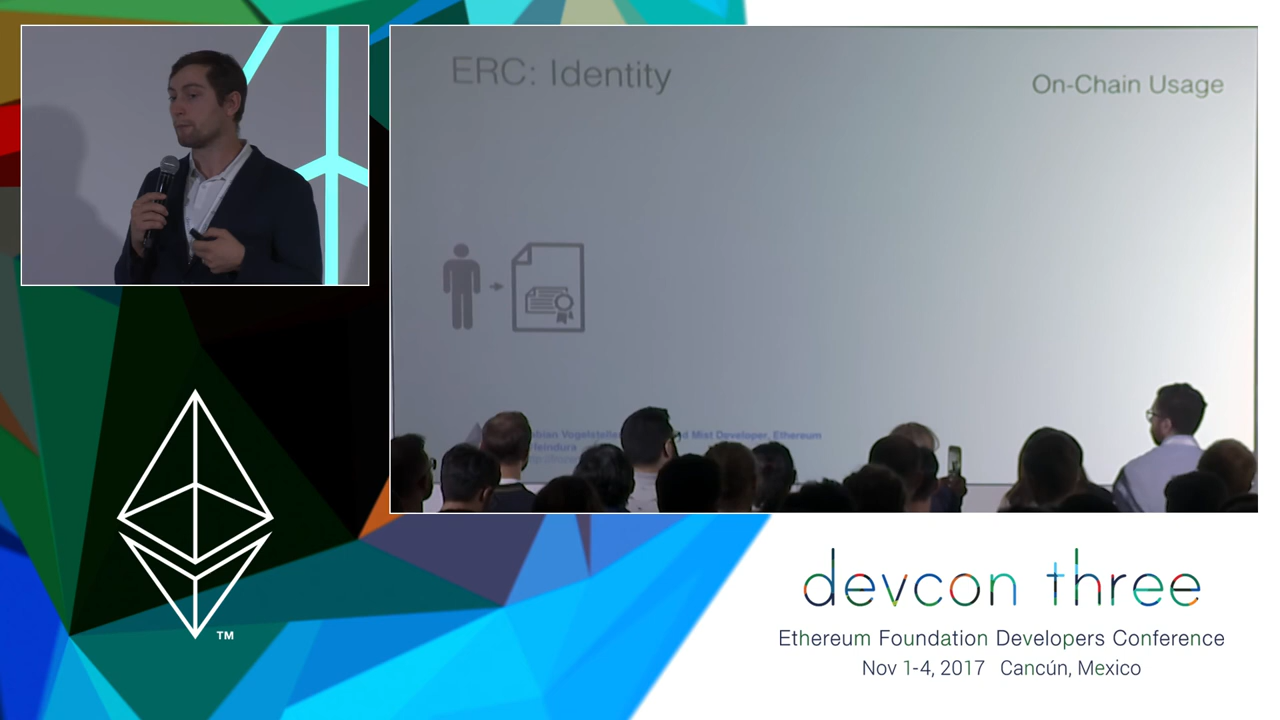 ERC: Identity
On-Chain Usage
d Mist Developer, Ethereum
TM
devcon three
Ethereum Foundation Developers Conference
Nov 1-4, 2017 Cancún, Mexico